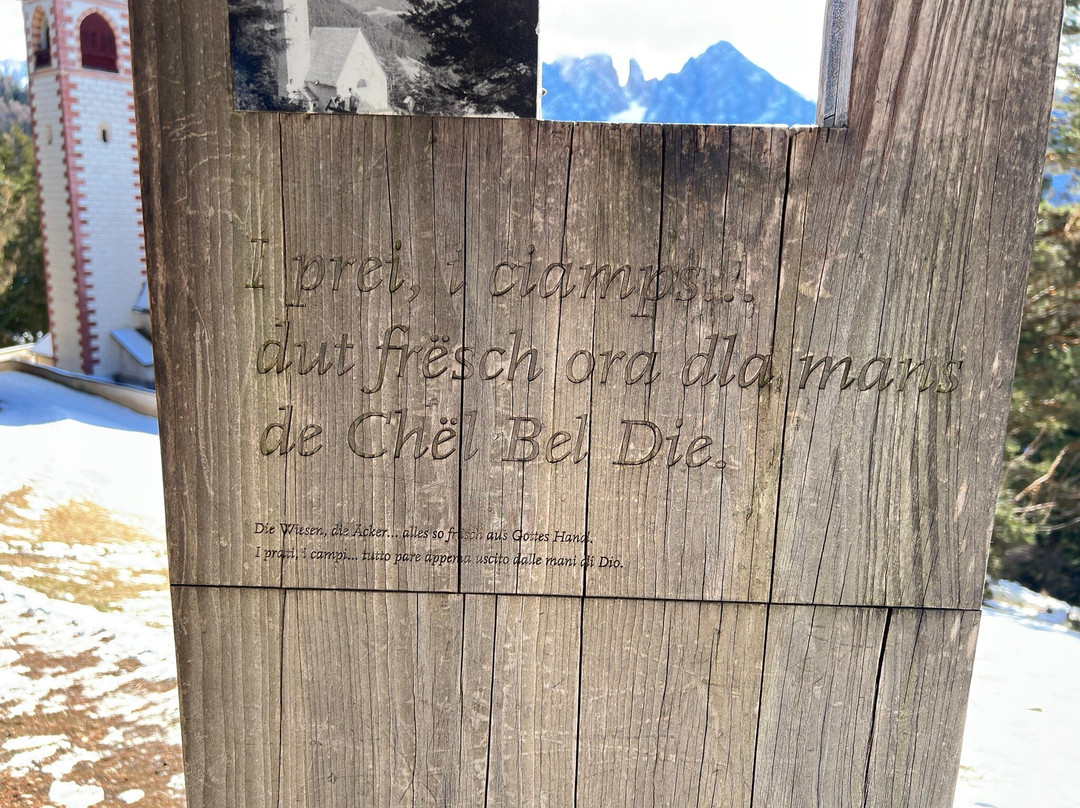 I prei, i ciamps...
dut frësch ora dla mans
de Chël Bel Die.
Die Wiesen, die Äcker... alles so frisch aus Gottes Hand.
I prati, i campi... tutto pare appena uscito dalle mani di Dio.